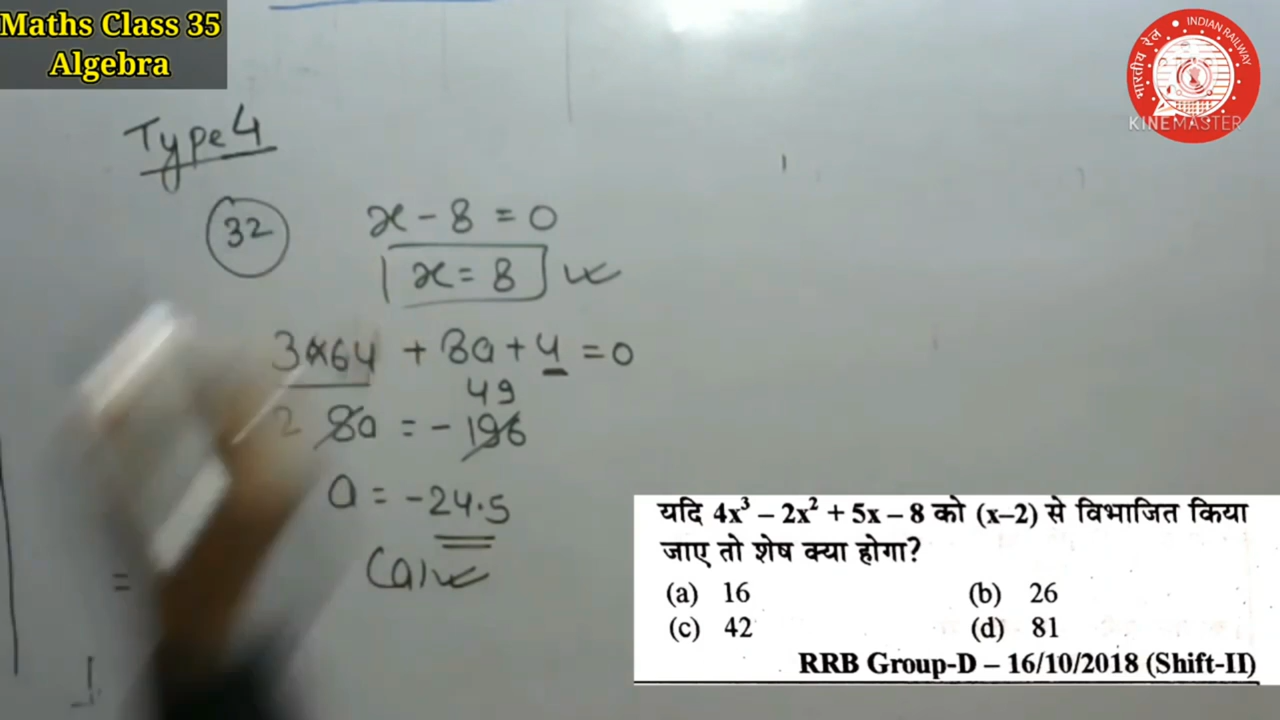 Maths Class 35
Algebra
भारतीय रेल
INDIAN RAILWAY
KINEMASTER
Type 4
32
x - 8 = 0
x = 8
3×64 + 8a + 4 = 0
49
2 8a = -196
a = -24.5
(a)
=
यदि 4x³ – 2x² + 5x – 8 को (x–2) से विभाजित किया
जाए तो शेष क्या होगा?
(a) 16 (b) 26
(c) 42 (d) 81
RRB Group-D – 16/10/2018 (Shift-II)